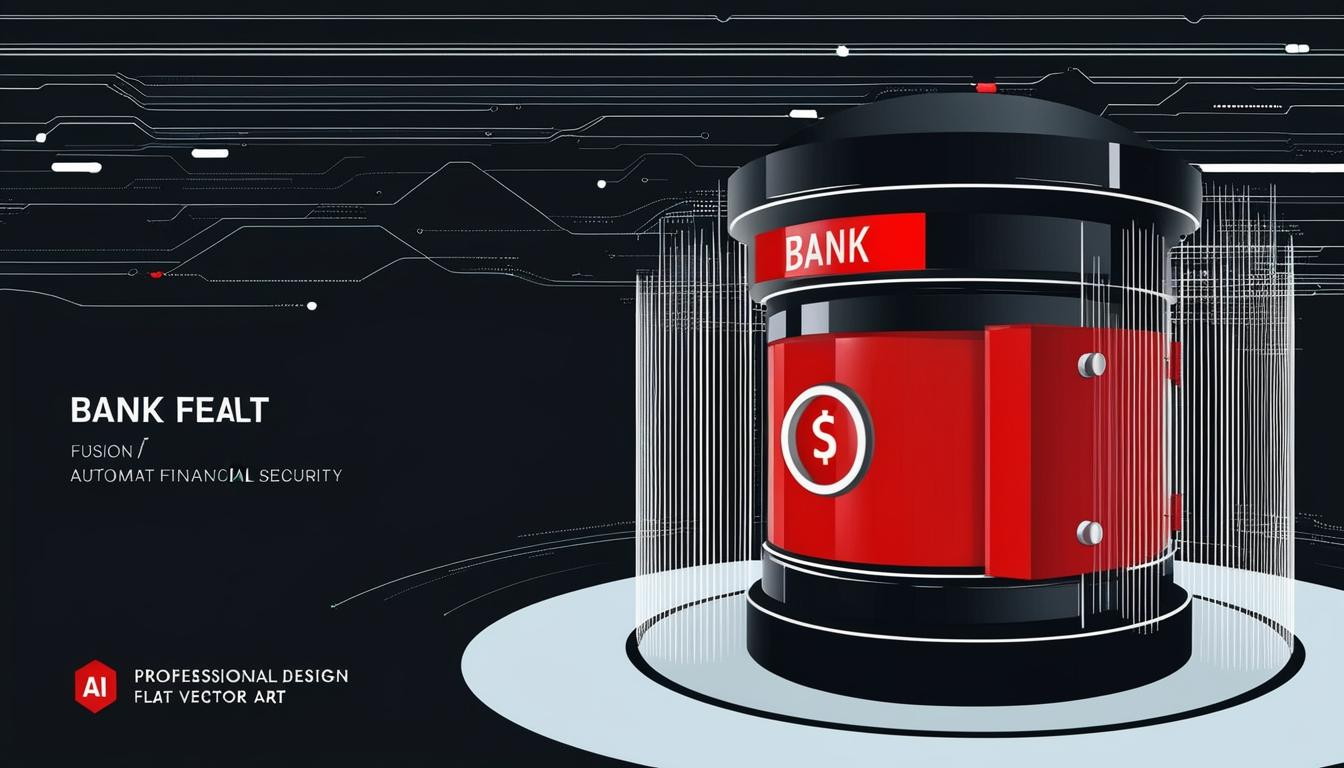 BANK
$
BANK FEALT
FUSION /
AUTOMAT FINANCIAL SECURITY
AI
PROFESSIONAL DESIGN
FLAT VECTOR ART